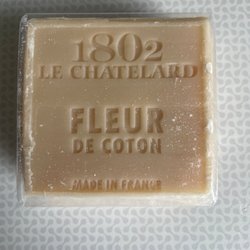 1802
LE CHATELARD
FLEUR
DE COTON
MADE IN FRANCE